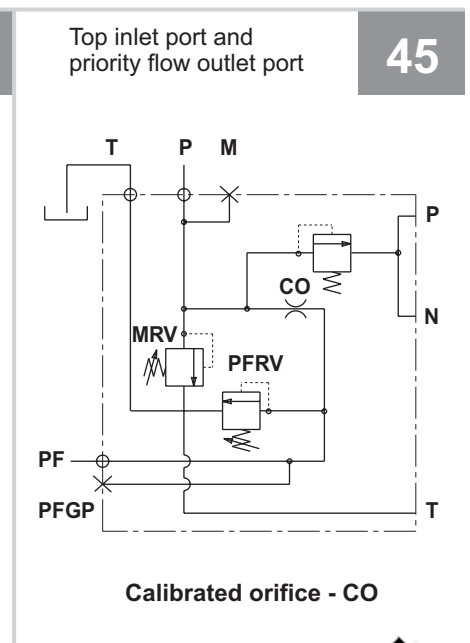 Top inlet port and
priority flow outlet port
45
T P M
P
CO
N
MRV
PFRV
PF
PFGP
T
Calibrated orifice - CO